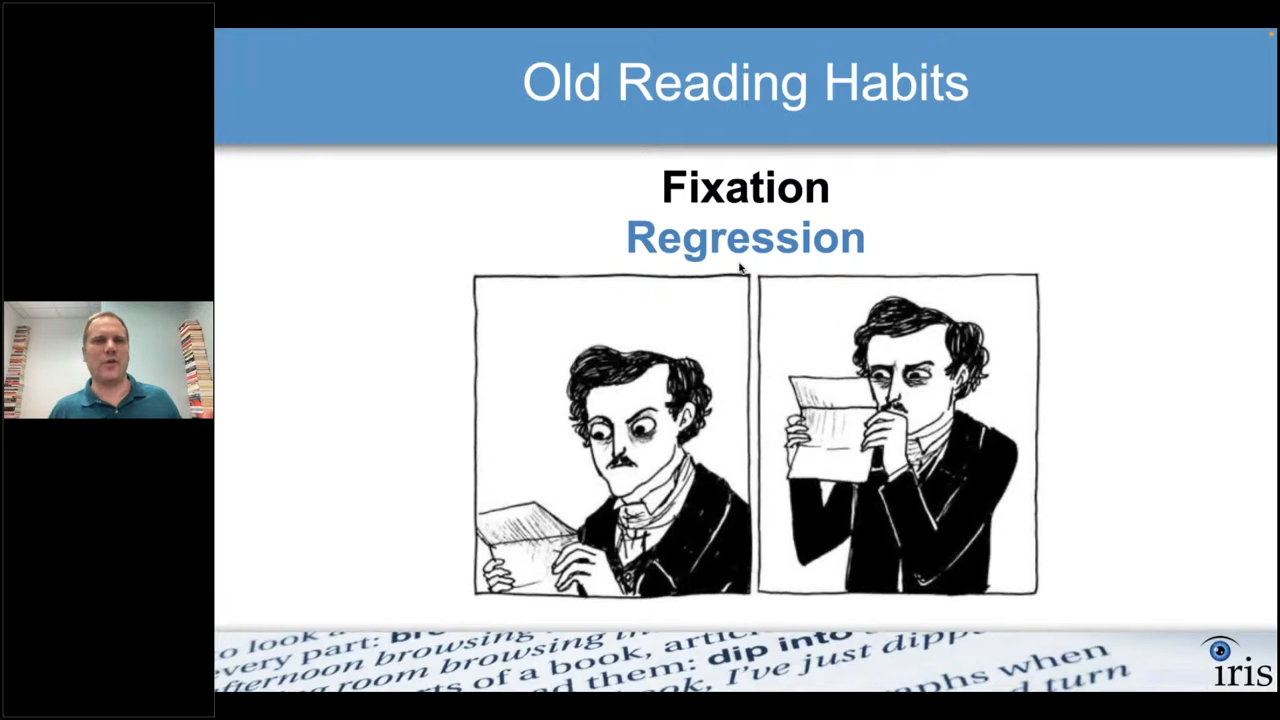 Old Reading Habits
Fixation
Regression
o look
every part:
afternoon browsing
room browsing in
rts of a book, artic
d them: dip into
ook, I've just dipp
aphs when
d turn
iris